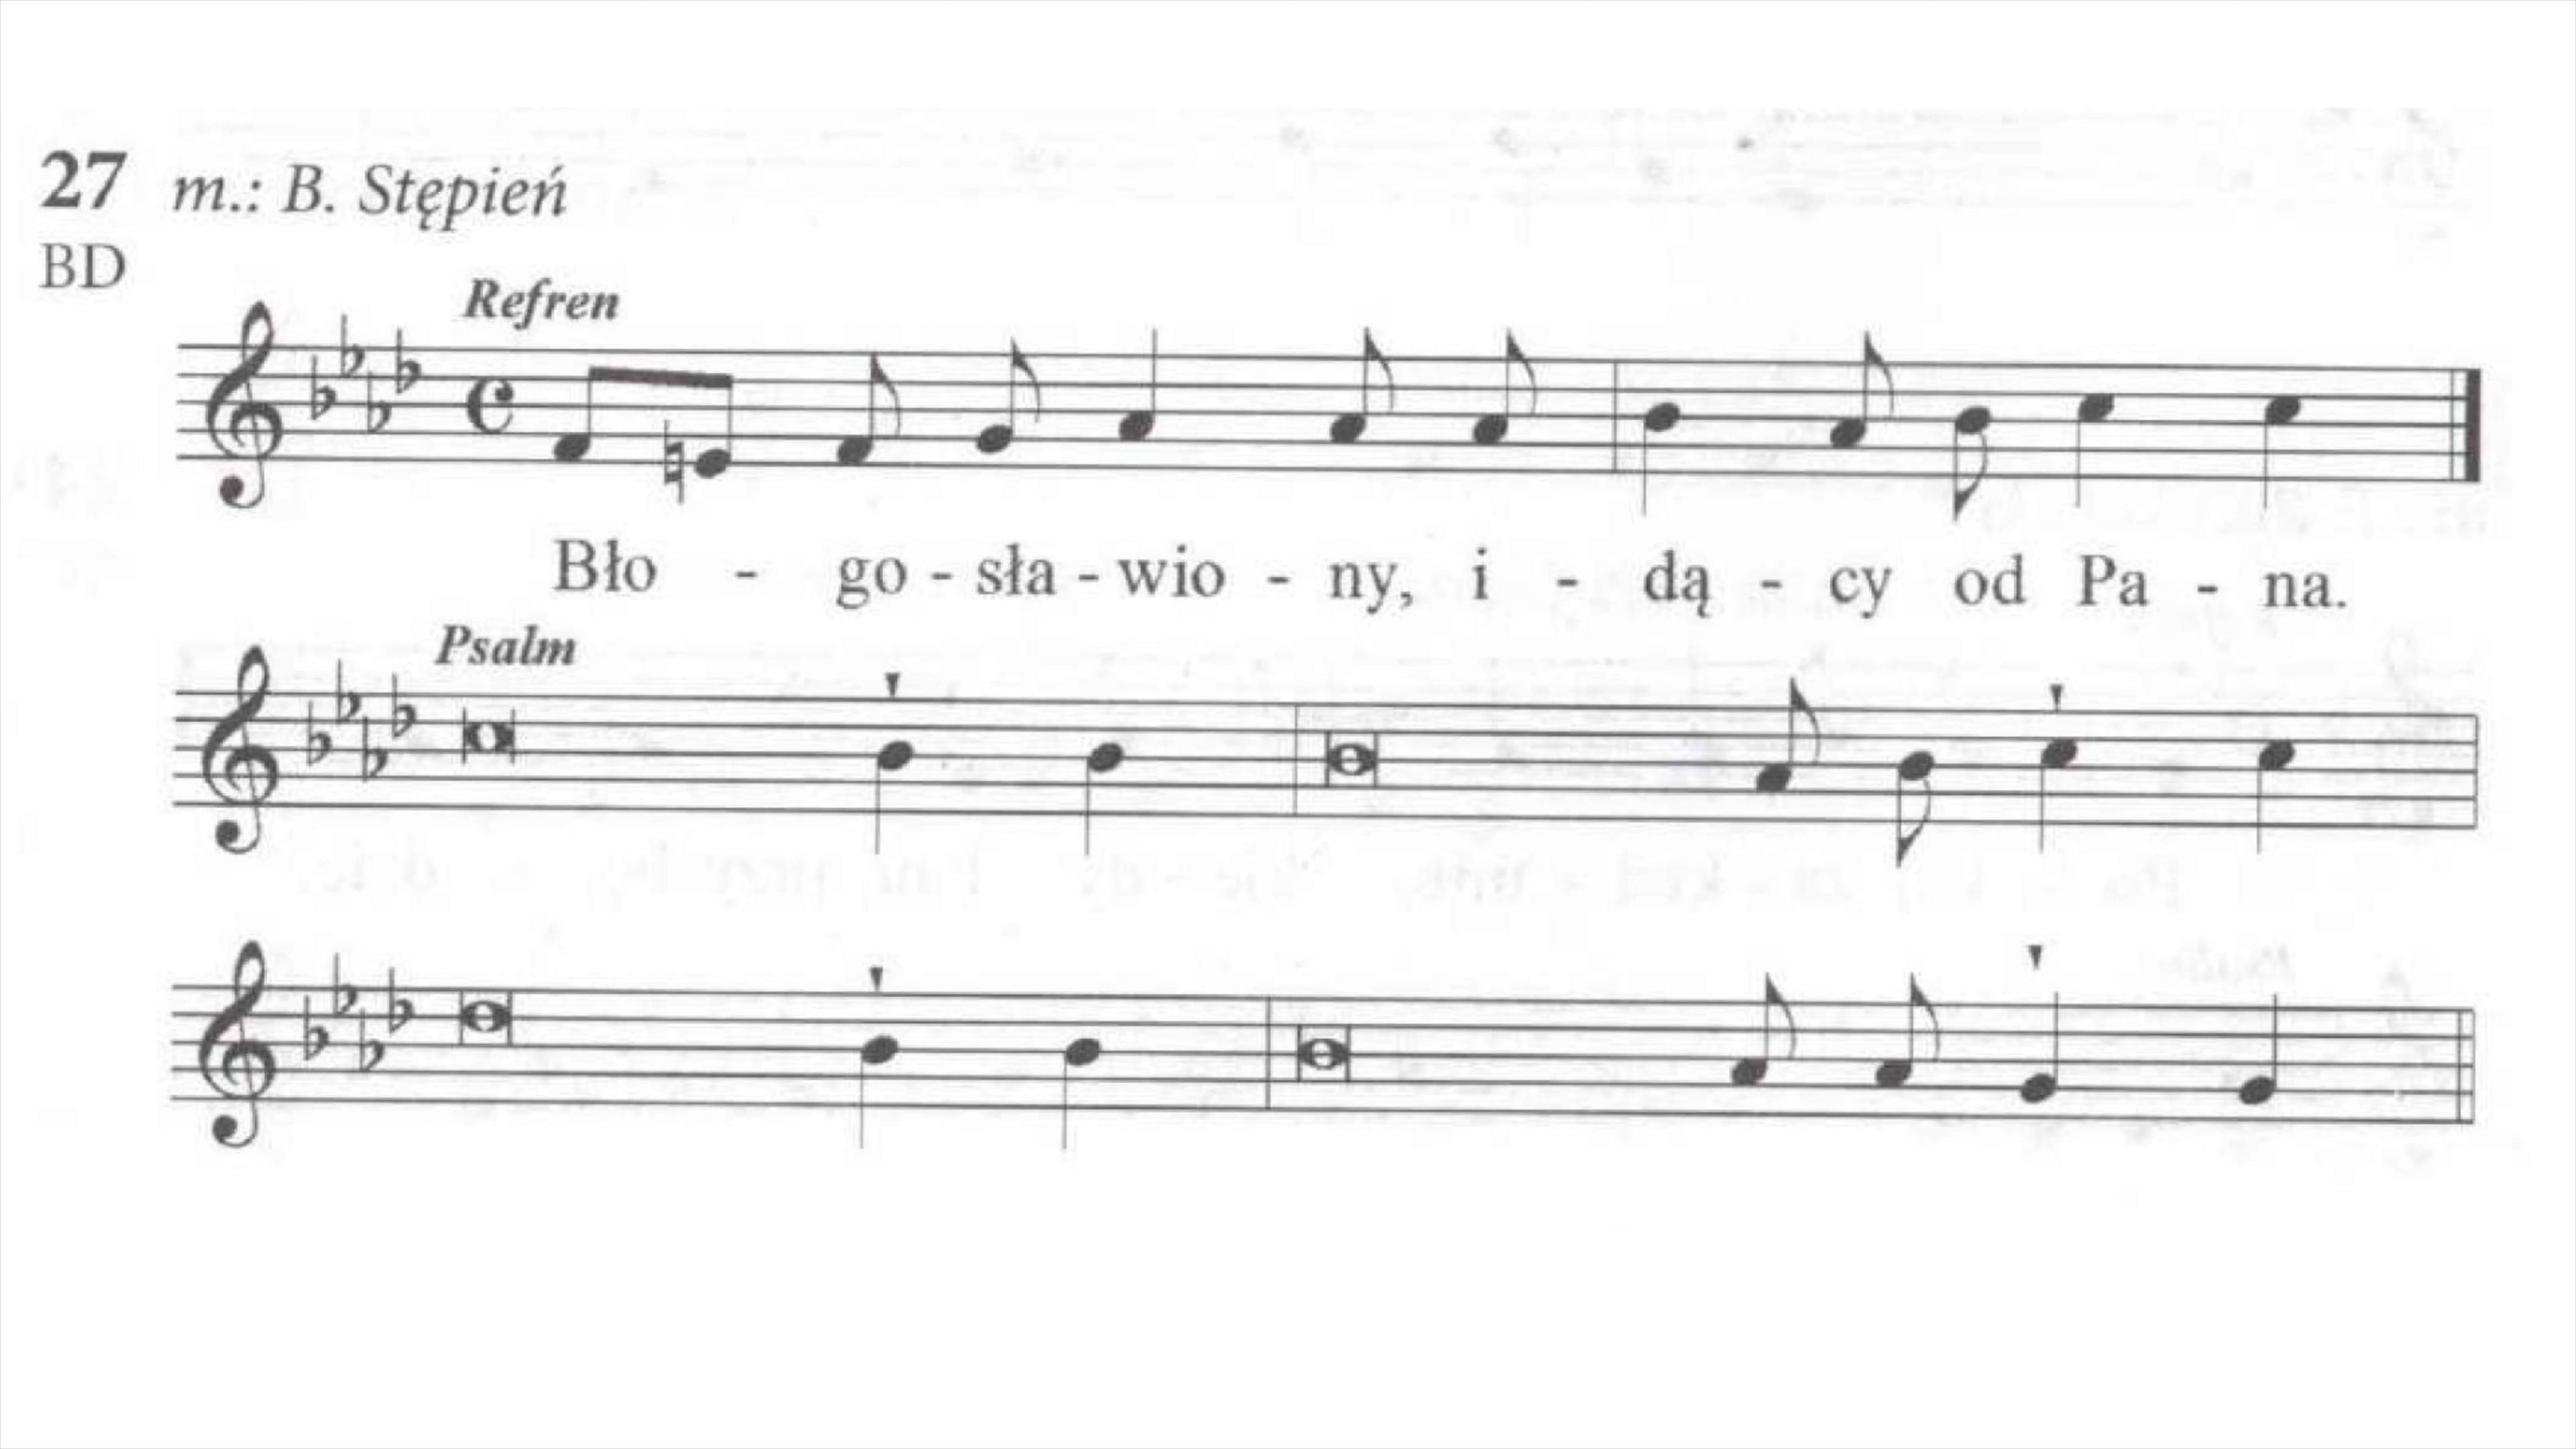 27 m.: B. Stępień
BD
Refren
Bło - go - sła - wio - ny, i - dą - cy od Pa - na.
Psalm